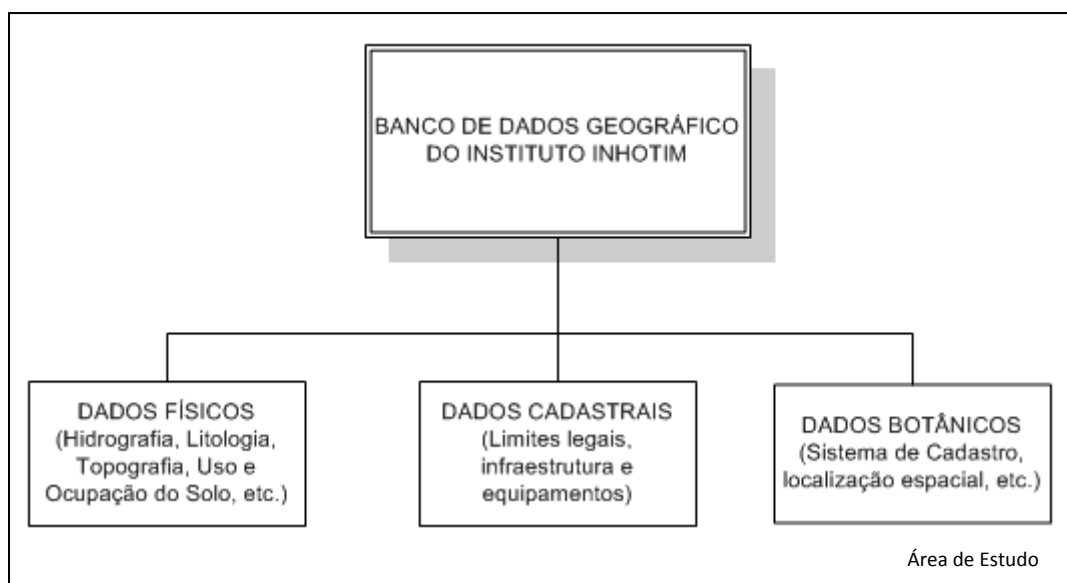 BANCO DE DADOS GEOGRÁFICO
DO INSTITUTO INHOTIM
DADOS FÍSICOS
(Hidrografia, Litologia,
Topografia, Uso e
Ocupação do Solo, etc.)
DADOS CADASTRAIS
(Limites legais,
infraestrutura e
equipamentos)
DADOS BOTÂNICOS
(Sistema de Cadastro,
localização espacial, etc.)
Área de Estudo